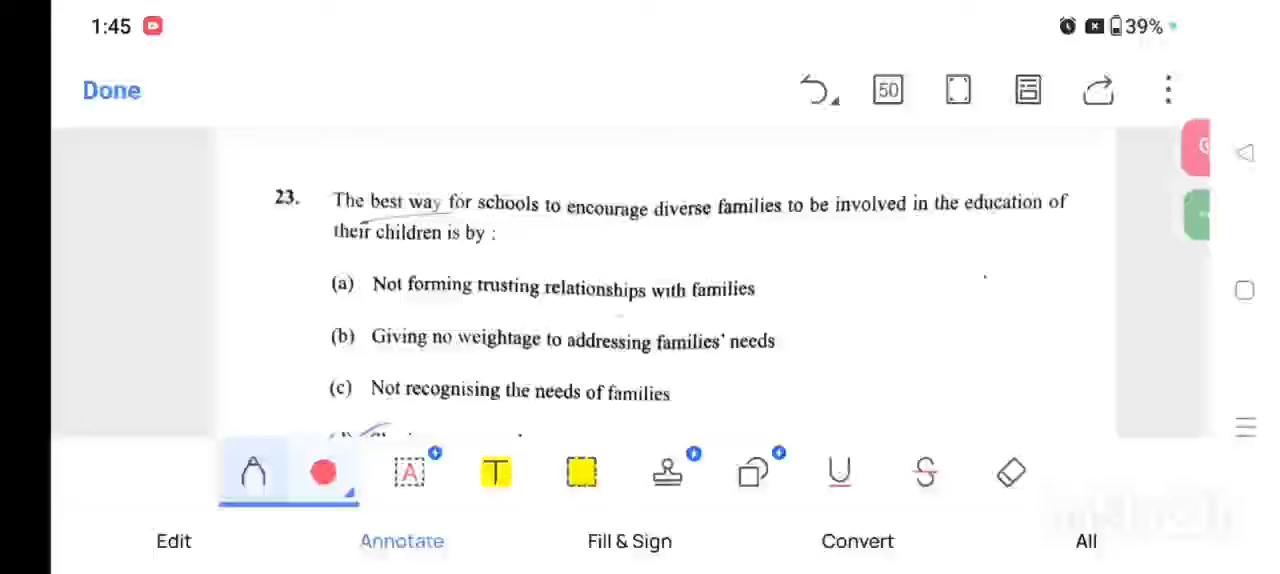 1:45
39%
Done
50
23. The best way for schools to encourage diverse families to be involved in the education of
their children is by :
(a) Not forming trusting relationships with families
(b) Giving no weightage to addressing families' needs
(c) Not recognising the needs of families
A
T
U
S
Edit
Annotate
Fill & Sign
Convert
All